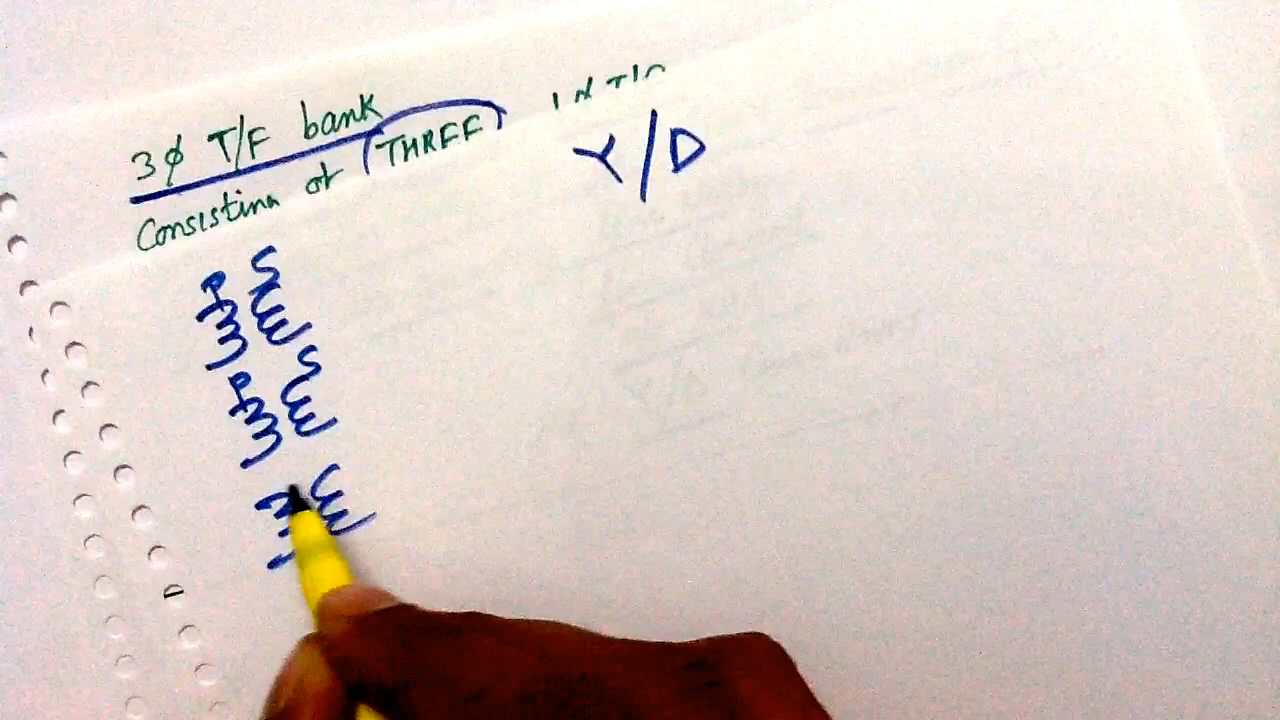 3φ T/F bank
Consisting of THREE
Y/D